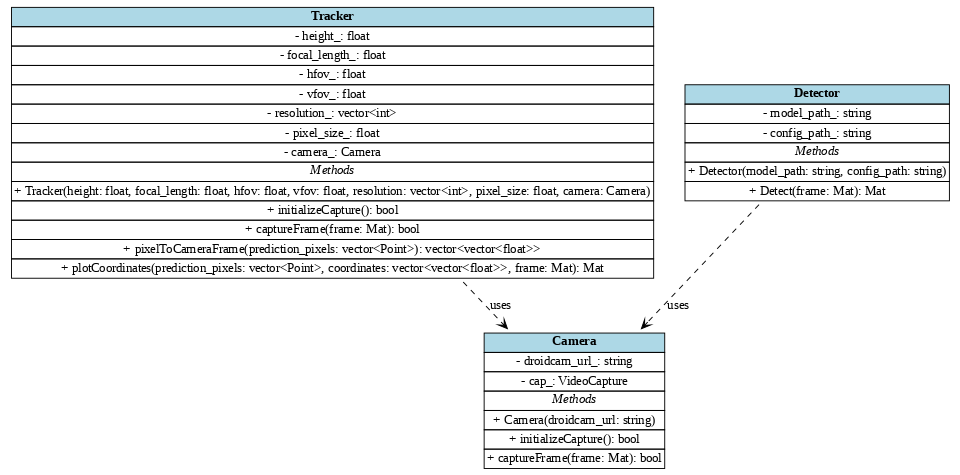 Tracker
- height_: float
- focal_length_: float
- hfov_: float
- vfov_: float
- resolution_: vector<int>
- pixel_size_: float
- camera_: Camera
Methods
+ Tracker(height: float, focal_length: float, hfov: float, vfov: float, resolution: vector<int>, pixel_size: float, camera: Camera)
+ initializeCapture(): bool
+ captureFrame(frame: Mat): bool
+ pixelToCameraFrame(prediction_pixels: vector<Point>): vector<vector<float>>
+ plotCoordinates(prediction_pixels: vector<Point>, coordinates: vector<vector<float>>, frame: Mat): Mat
Detector
- model_path_: string
- config_path_: string
Methods
+ Detector(model_path: string, config_path: string)
+ Detect(frame: Mat): Mat
uses
uses
Camera
- droidcam_url_: string
- cap_: VideoCapture
Methods
+ Camera(droidcam_url: string)
+ initializeCapture(): bool
+ captureFrame(frame: Mat): bool